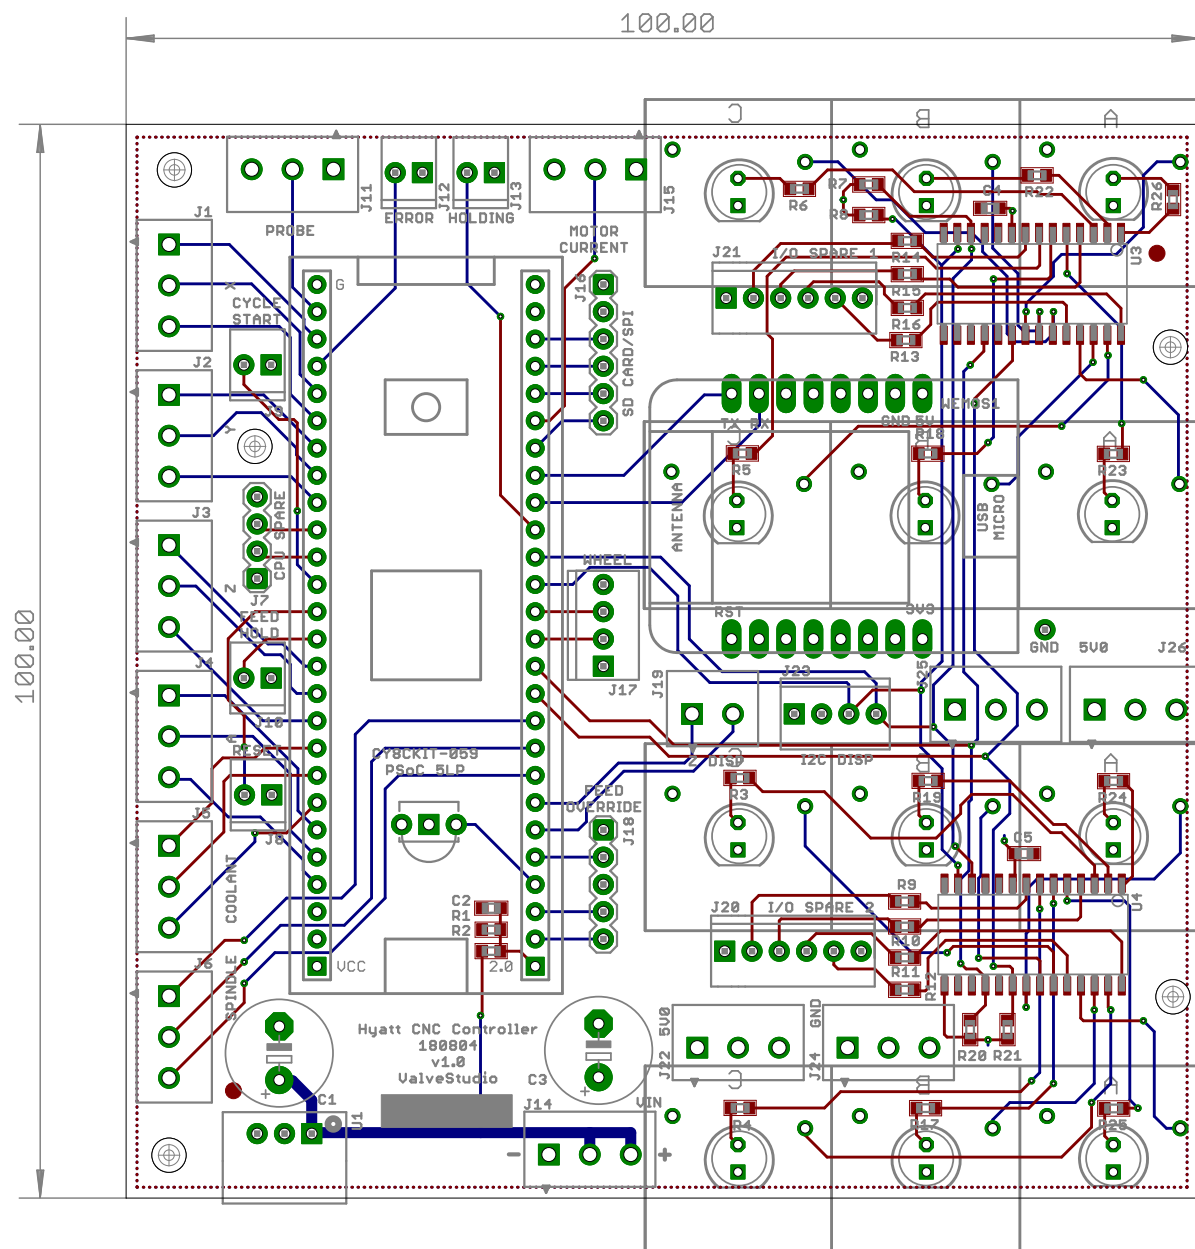 100.00
100.00
C
B
A
J1
X
J11
PROBE
J12
ERROR
J13
HOLDING
J15
MOTOR
CURRENT
R6
R7
R8
C4
R22
R26
U3
J21
I/O SPARE 1
R14
R15
R16
R13
G
J16
SD CARD/SPI
CYCLE
START
J2
J9
Y
WEMOS1
TX
RX
GND
5V
R18
C
B
A
R5
R23
ANTENNA
USB
MICRO
J3
CPU SPARE
Z
J7
FEED
HOLD
WHEEL
RST
3V3
GND
5V0
J26
J4
J10
J17
J19
J23
J25
A
RESET
CY8CKIT-059
PSoC 5LP
Z DISP
I2C DISP
C
B
A
R3
R19
R24
FEED
OVERRIDE
J18
J5
J8
C5
COOLANT
C2
R1
R2
R9
J20
I/O SPARE 2
R10
R11
R12
U4
VCC
2.0
J6
SPINDLE
Hyatt CNC Controller
180804
v1.0
ValveStudio
5V0
J22
GND
J24
R20
R21
C
B
A
+
C1
U1
C3
+
J14
VIN
-
+
R4
R17
R25